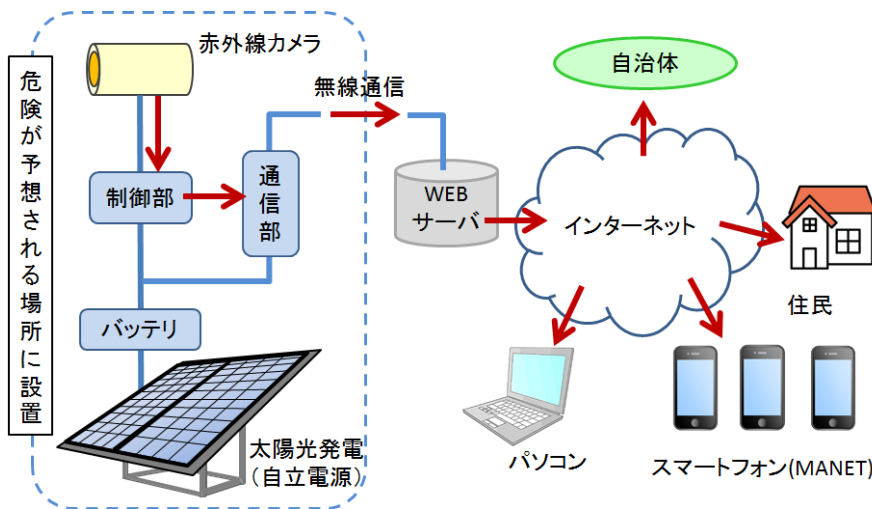 赤外線カメラ
危険が予想される場所に設置
無線通信
自治体
制御部
通信部
WEB
サーバ
インターネット
住民
バッテリ
太陽光発電
(自立電源)
パソコン
スマートフォン(MANET)